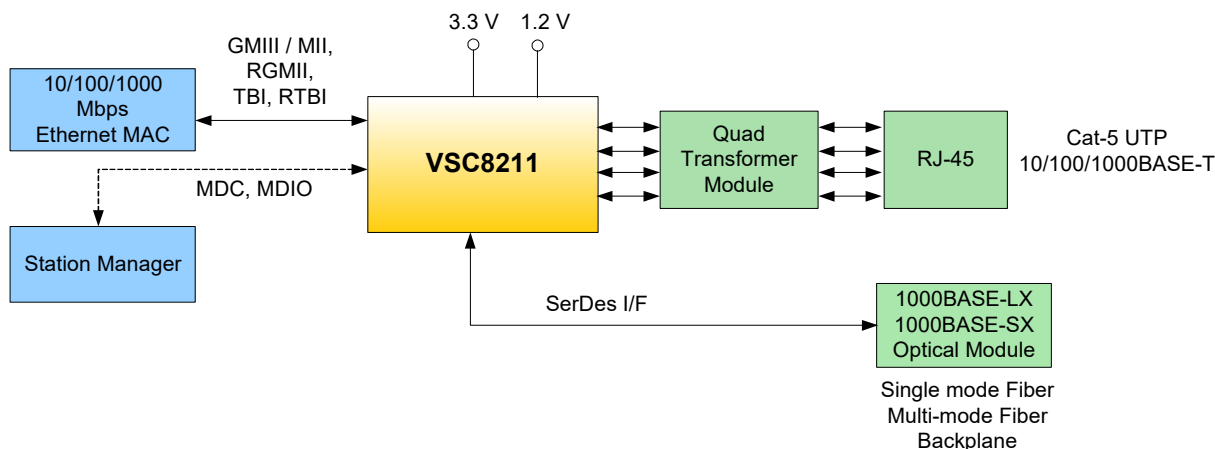 3.3 V
1.2 V
GMIII / MII,
RGMII,
TBI, RTBI
10/100/1000
Mbps
Ethernet MAC
VSC8211
Quad
Transformer
Module
RJ-45
Cat-5 UTP
10/100/1000BASE-T
MDC, MDIO
Station Manager
SerDes I/F
1000BASE-LX
1000BASE-SX
Optical Module
Single mode Fiber
Multi-mode Fiber
Backplane